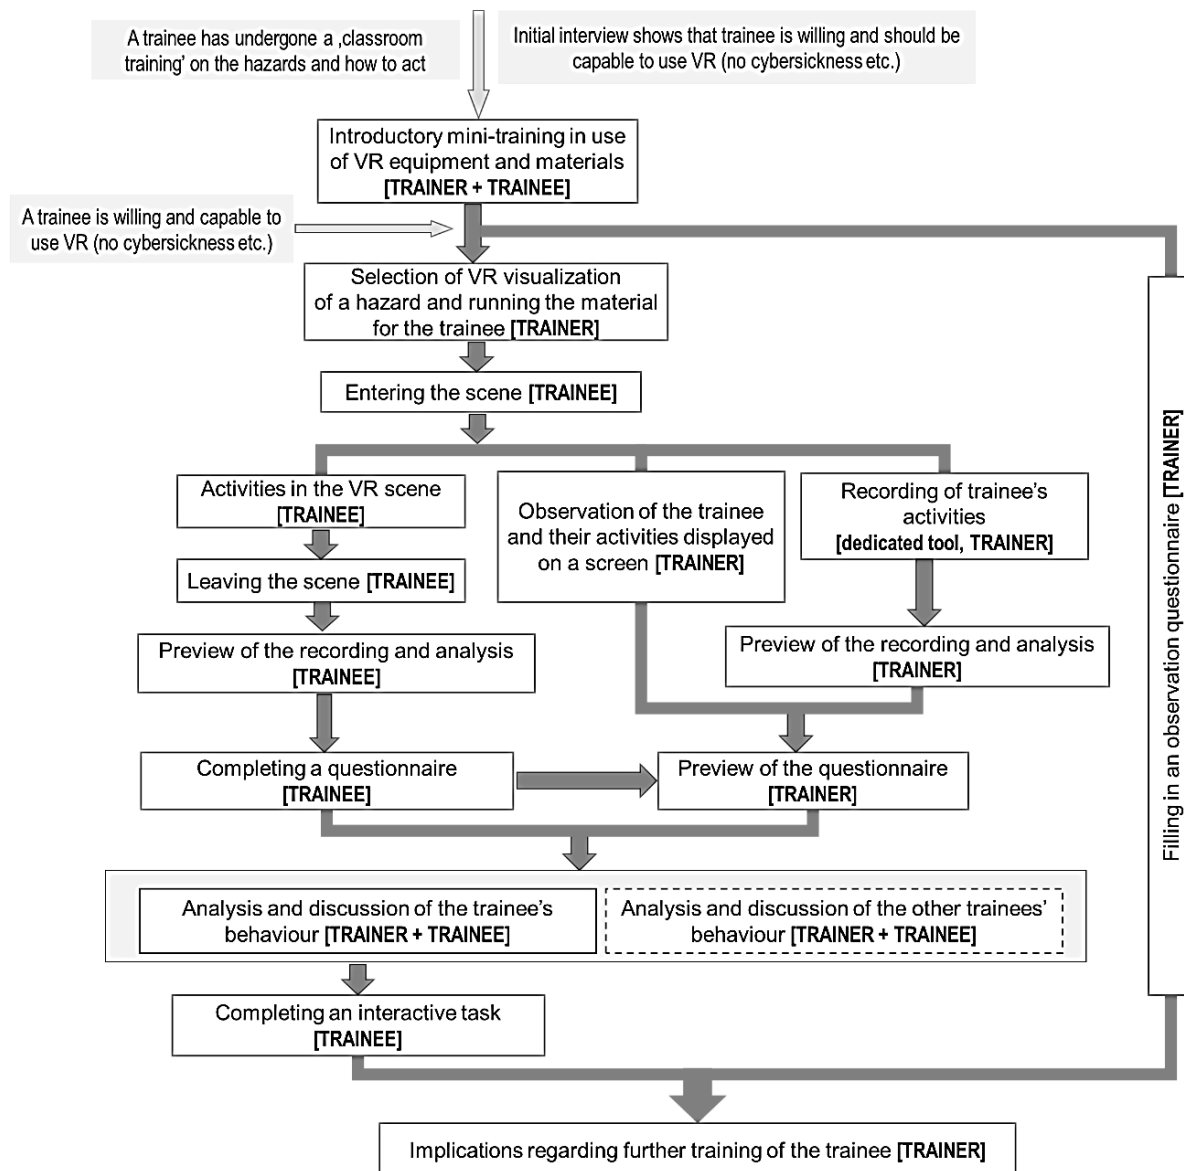 A trainee has undergone a ‚classroom
training’ on the hazards and how to act
Initial interview shows that trainee is willing and should be
capable to use VR (no cybersickness etc.)
Introductory mini-training in use
of VR equipment and materials
[TRAINER + TRAINEE]
A trainee is willing and capable to
use VR (no cybersickness etc.)
Selection of VR visualization
of a hazard and running the material
for the trainee [TRAINER]
Entering the scene [TRAINEE]
Activities in the VR scene
[TRAINEE]
Observation of the trainee
and their activities displayed
on a screen [TRAINER]
Recording of trainee's
activities
[dedicated tool, TRAINER]
Leaving the scene [TRAINEE]
Preview of the recording and analysis
[TRAINEE]
Preview of the recording and analysis
[TRAINER]
Completing a questionnaire
[TRAINEE]
Preview of the questionnaire
[TRAINER]
Filling in an observation questionnaire [TRAINER]
Analysis and discussion of the trainee's
behaviour [TRAINER + TRAINEE]
Analysis and discussion of the other trainees'
behaviour [TRAINER + TRAINEE]
Completing an interactive task
[TRAINEE]
Implications regarding further training of the trainee [TRAINER]